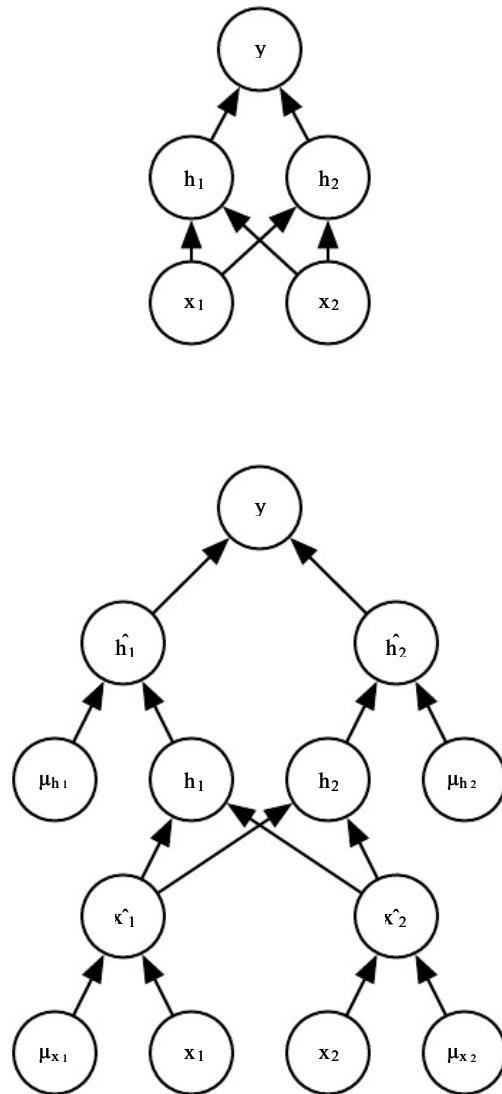 y
h₁ h₂
x₁ x₂
y
ĥ₁ ĥ₂
μₕ₁ h₁ h₂ μₕ₂
x̂₁ x̂₂
μₓ₁ x₁ x₂ μₓ₂